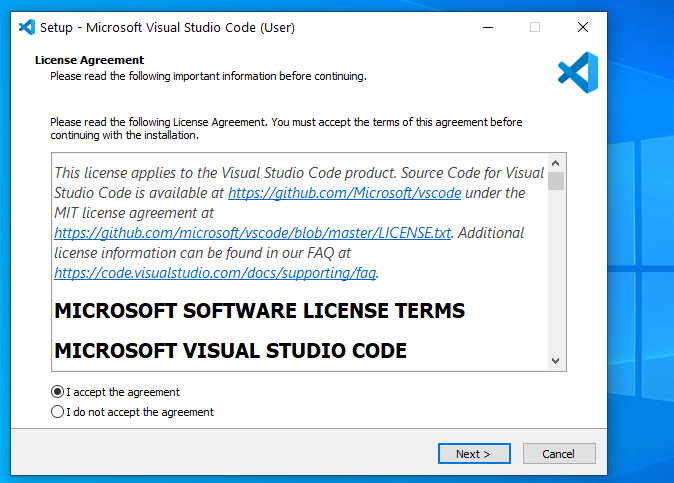 Setup - Microsoft Visual Studio Code (User)
License Agreement
Please read the following important information before continuing.
Please read the following License Agreement. You must accept the terms of this agreement before
continuing with the installation.
This license applies to the Visual Studio Code product. Source Code for Visual
Studio Code is available at https://github.com/Microsoft/vscode under the
MIT license agreement at
https://github.com/microsoft/vscode/blob/master/LICENSE.txt. Additional
license information can be found in our FAQ at
https://code.visualstudio.com/docs/supporting/faq.
MICROSOFT SOFTWARE LICENSE TERMS
MICROSOFT VISUAL STUDIO CODE
I accept the agreement
I do not accept the agreement
Next >
Cancel